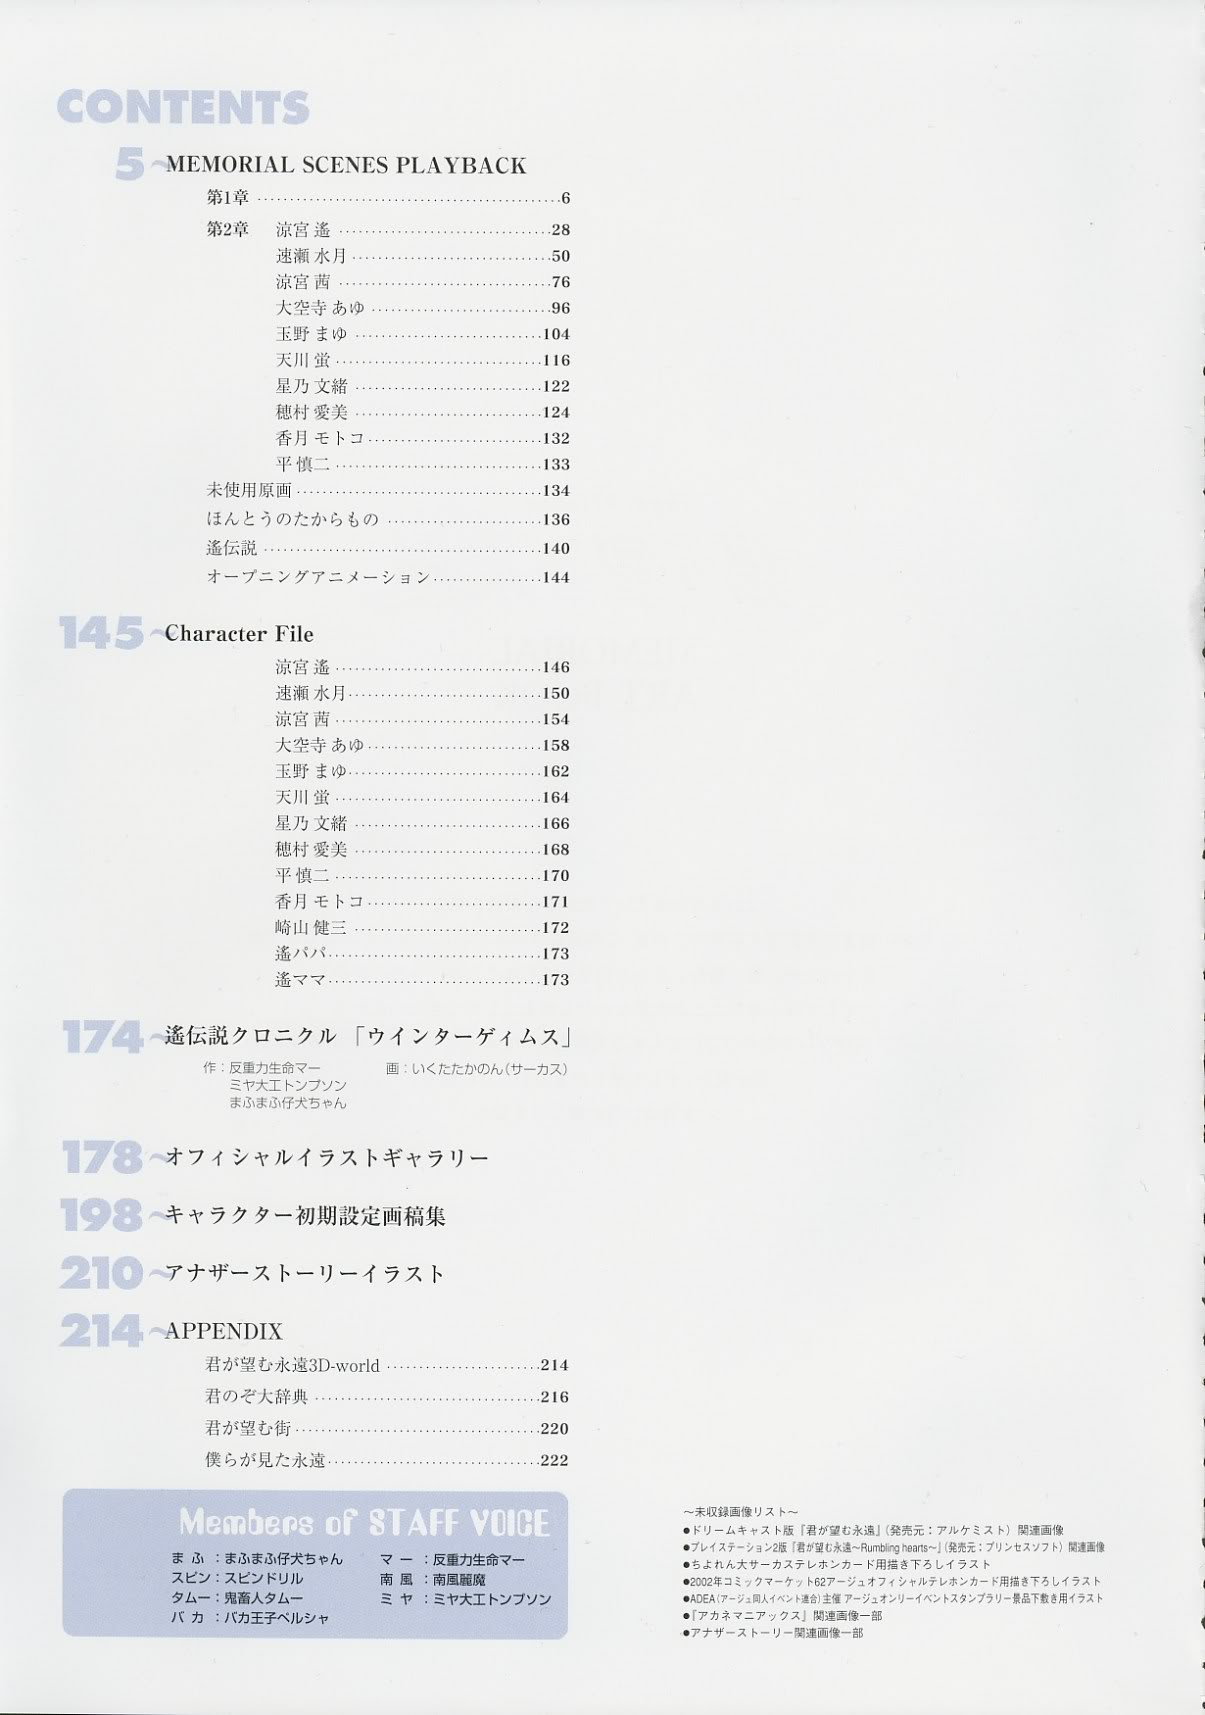 CONTENTS
5～MEMORIAL SCENES PLAYBACK
第1章 ……6
第2章 涼宮 遙 ……28
速瀬 水月 ……50
涼宮 茜 ……76
大空寺 あゆ ……96
玉野 まゆ ……104
天川 蛍 ……116
星乃 文緒 ……122
穂村 愛美 ……124
香月 モトコ ……132
平 慎二 ……133
未使用原画 ……134
ほんとうのたからもの ……136
遙伝説 ……140
オープニングアニメーション ……144
145～Character File
涼宮 遙 ……146
速瀬 水月 ……150
涼宮 茜 ……154
大空寺 あゆ ……158
玉野 まゆ ……162
天川 蛍 ……164
星乃 文緒 ……166
穂村 愛美 ……168
平 慎二 ……170
香月 モトコ ……171
崎山 健三 ……172
遙パパ ……173
遙ママ ……173
174～遙伝説クロニクル「ウインターゲィムス」
作：反重力生命マー 画：いくたたかのん（サーカス）
ミヤ大工トンプソン
まふまふ仔犬ちゃん
178～オフィシャルイラストギャラリー
198～キャラクター初期設定画稿集
210～アナザーストーリーイラスト
214～APPENDIX
君が望む永遠3D-world ……214
君のぞ大辞典 ……216
君が望む街 ……220
僕らが見た永遠 ……222
Members of STAFF VOICE
まふ：まふまふ仔犬ちゃん マー：反重力生命マー
スピン：スピンドリル 南風：南風麗魔
タムー：鬼畜人タムー ミヤ：ミヤ大工トンプソン
バカ：バカ王子ペルシャ
～未収録画像リスト～
●ドリームキャスト版『君が望む永遠』（発売元：アルケミスト）関連画像
●プレイステーション2版『君が望む永遠～Rumbling hearts～』（発売元：プリンセスソフト）関連画像
●ちよれん大サーカステレホンカード用描き下ろしイラスト
●2002年コミックマーケット62アージュオフィシャルテレホンカード用描き下ろしイラスト
●ADEA（アージュ同人イベント連合）主催 アージュオンリーイベントスタンプラリー景品下敷き用イラスト
●『アカネマニアックス』関連画像一部
●アナザーストーリー関連画像一部